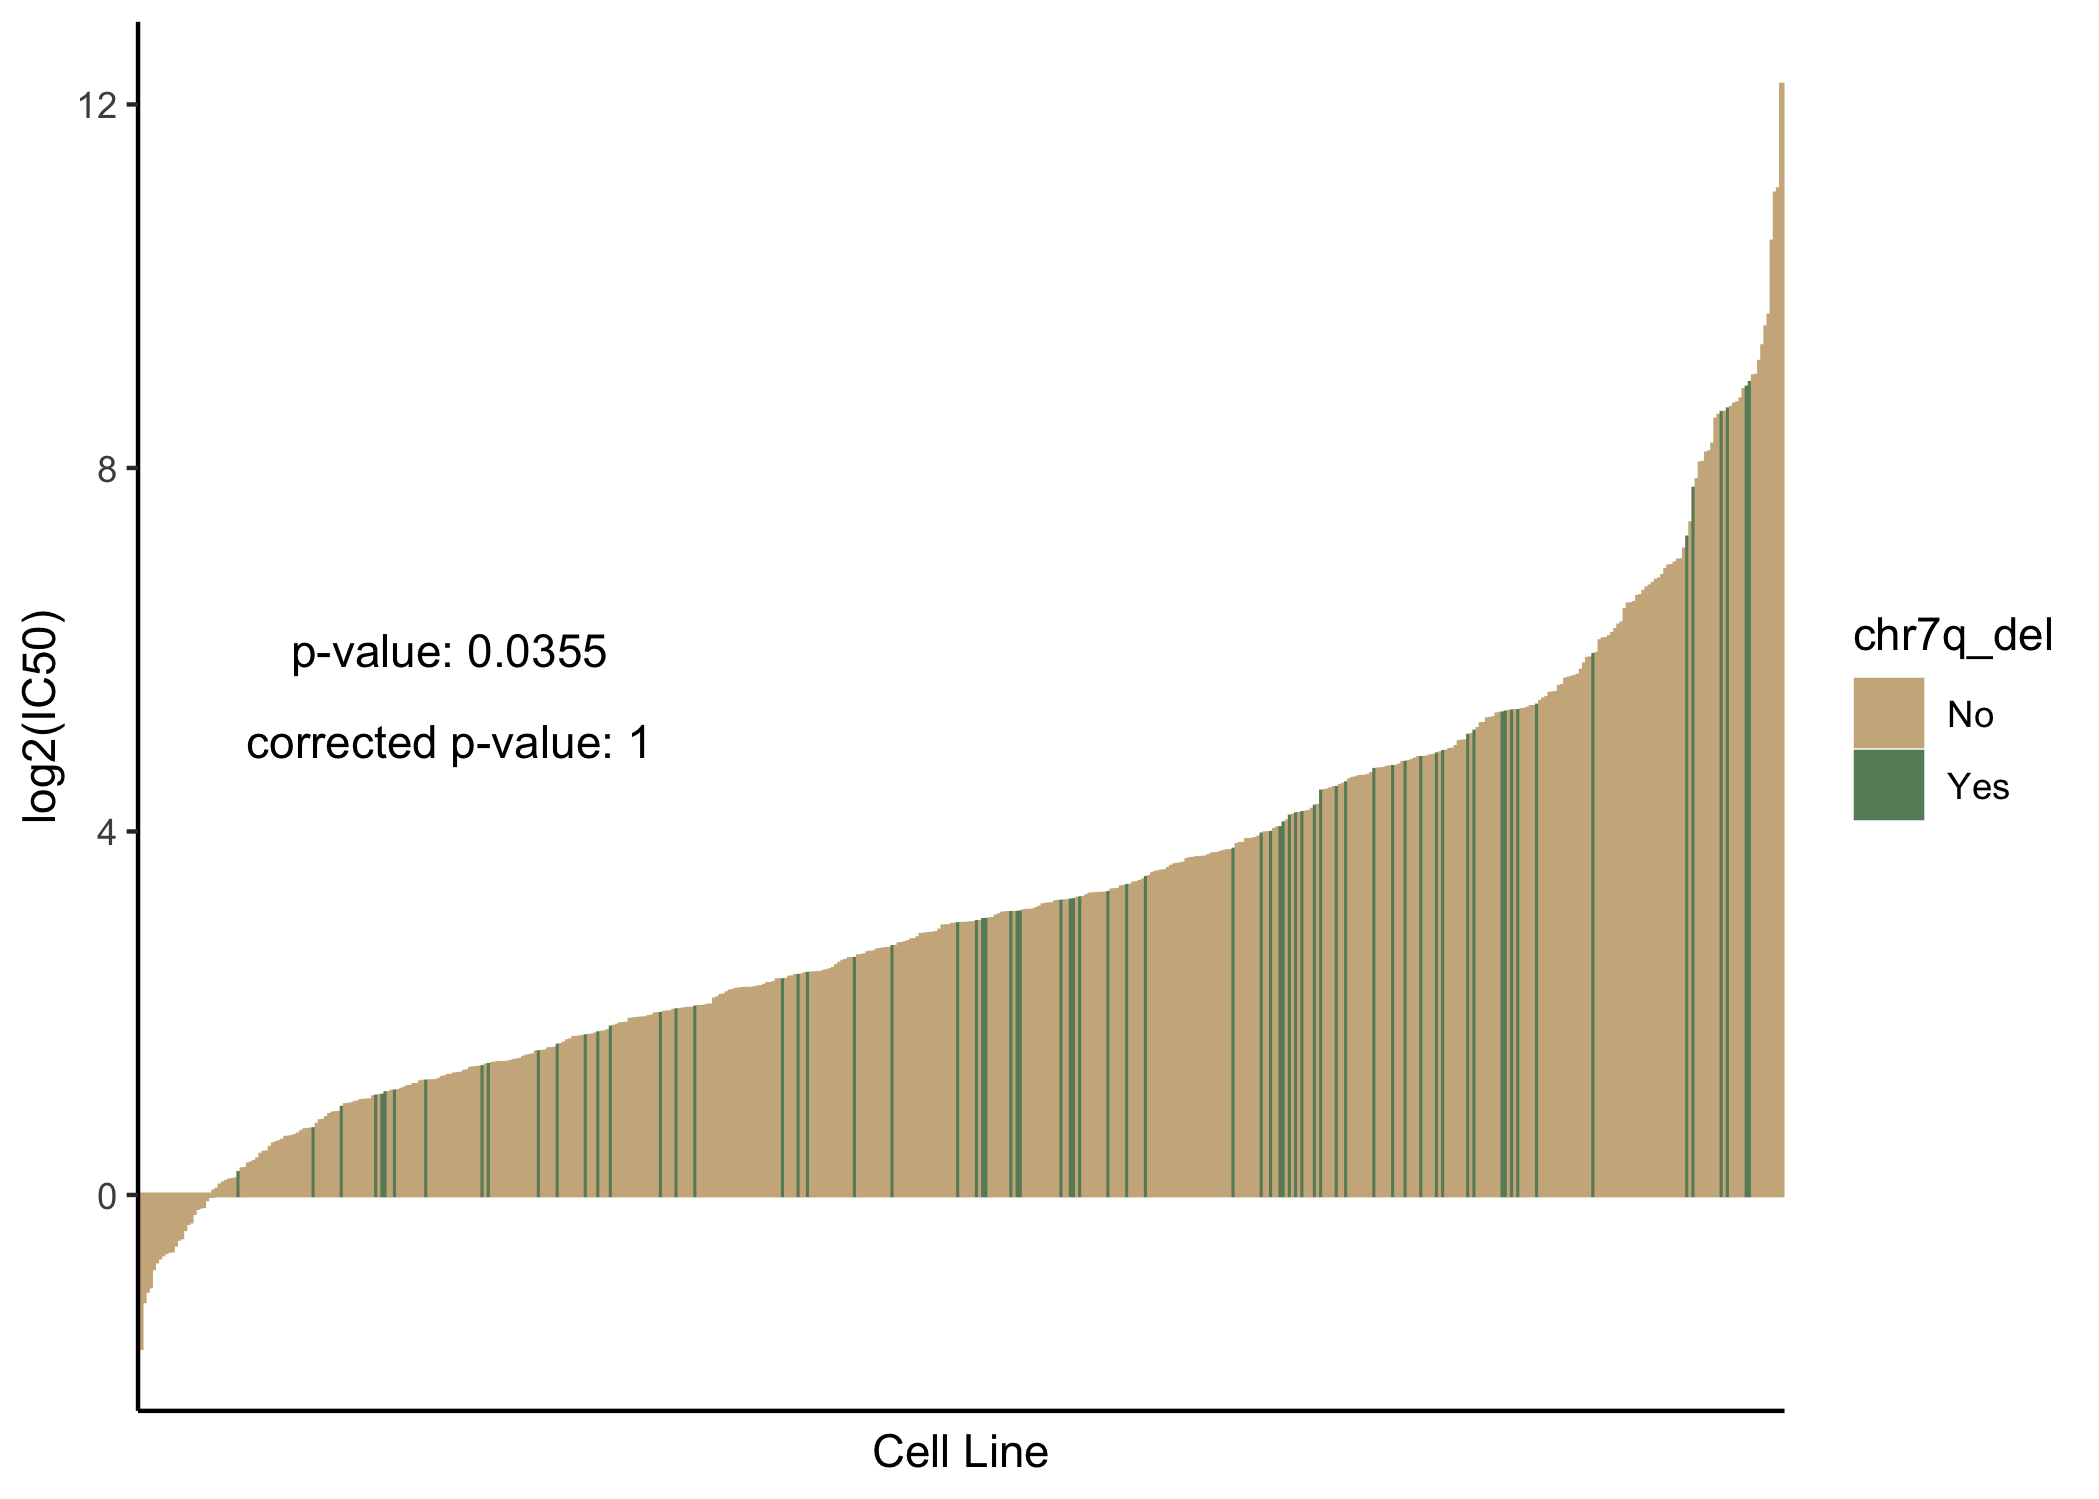 12
8
4
0
log2(IC50)
p-value: 0.0355
corrected p-value: 1
Cell Line
chr7q_del
No
Yes